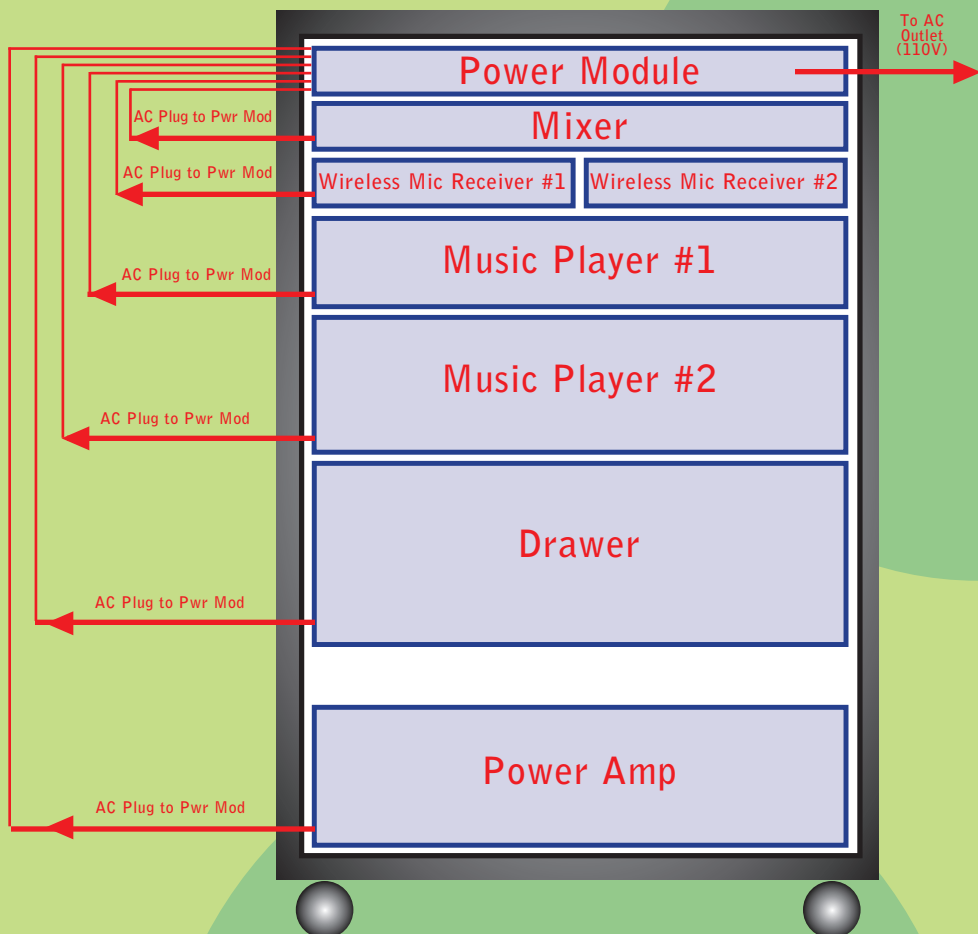 To AC
Outlet
(110V)
Power Module
AC Plug to Pwr Mod
Mixer
AC Plug to Pwr Mod
Wireless Mic Receiver #1
Wireless Mic Receiver #2
Music Player #1
AC Plug to Pwr Mod
Music Player #2
AC Plug to Pwr Mod
Drawer
AC Plug to Pwr Mod
Power Amp
AC Plug to Pwr Mod